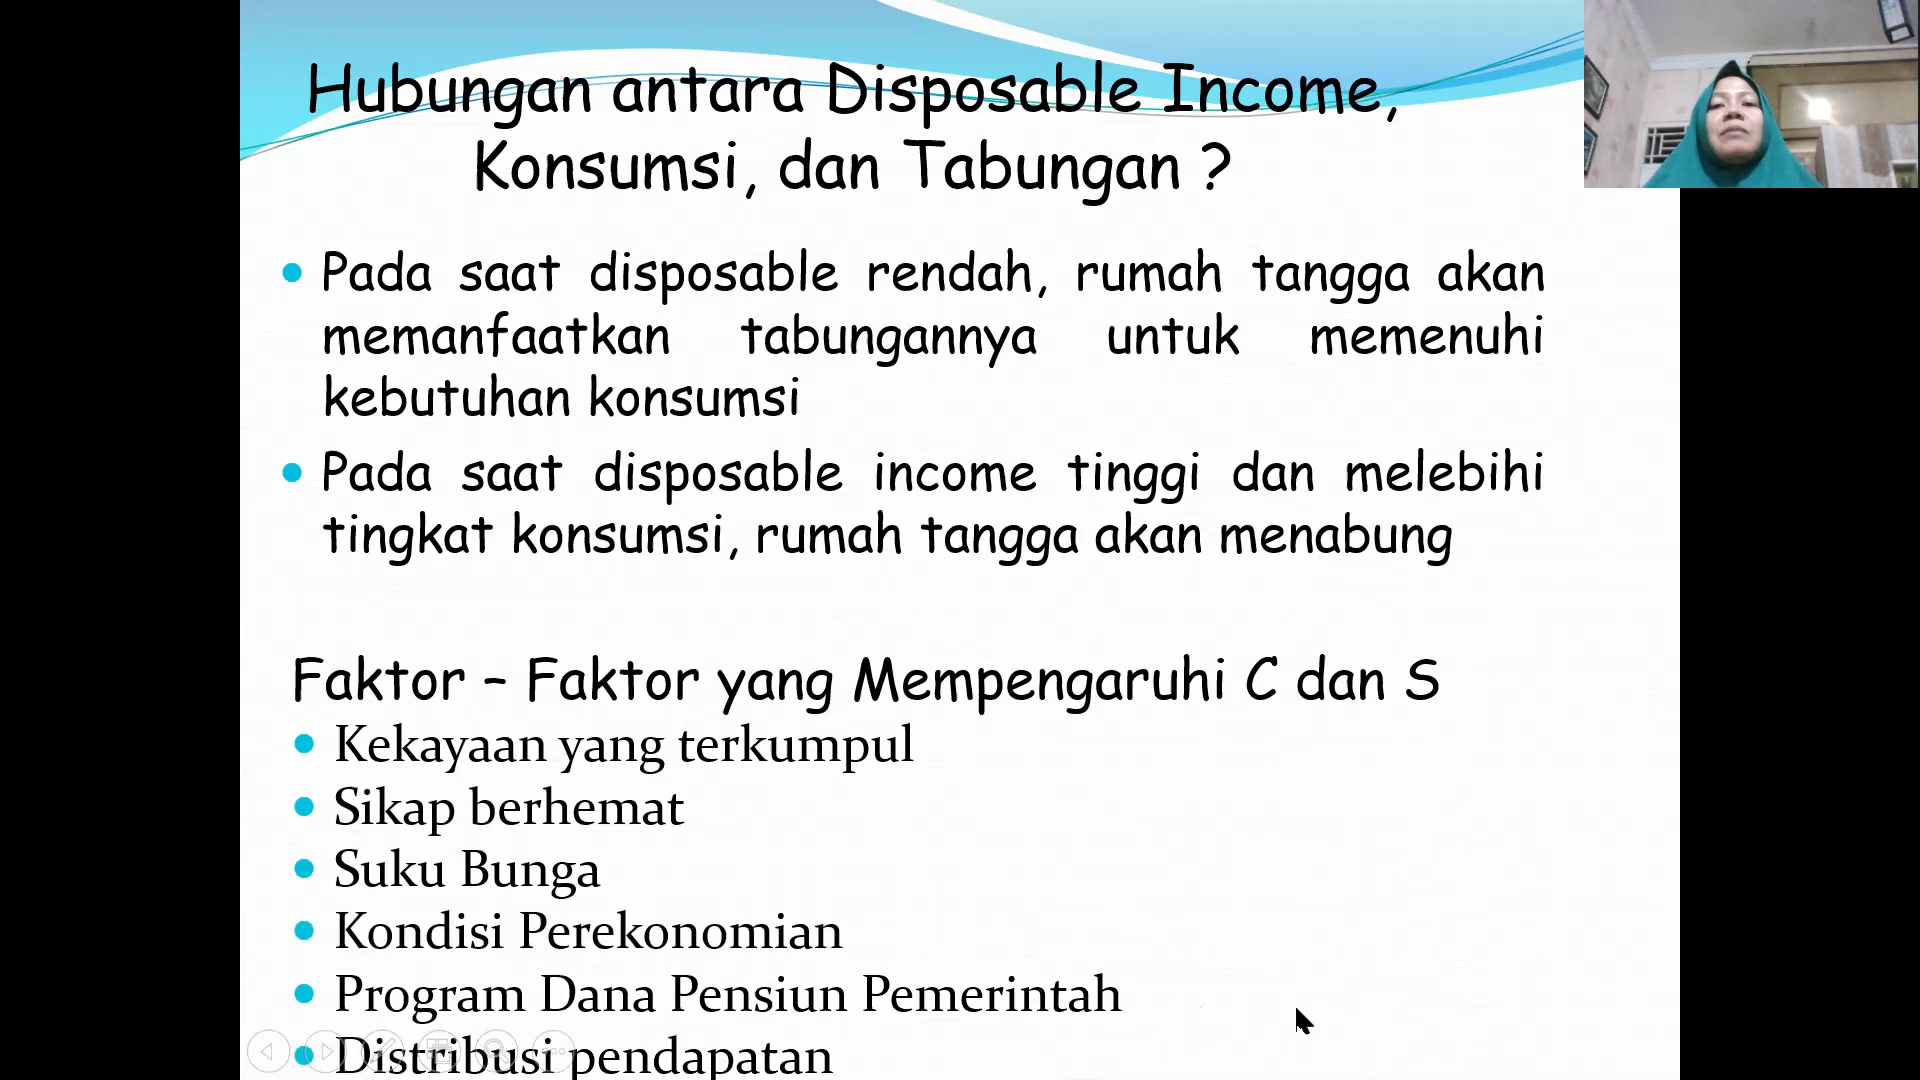 Hubungan antara Disposable Income,
Konsumsi, dan Tabungan ?
Pada saat disposable rendah, rumah tangga akan
memanfaatkan tabungannya untuk memenuhi
kebutuhan konsumsi
Pada saat disposable income tinggi dan melebihi
tingkat konsumsi, rumah tangga akan menabung
Faktor – Faktor yang Mempengaruhi C dan S
Kekayaan yang terkumpul
Sikap berhemat
Suku Bunga
Kondisi Perekonomian
Program Dana Pensiun Pemerintah
Distribusi pendapatan